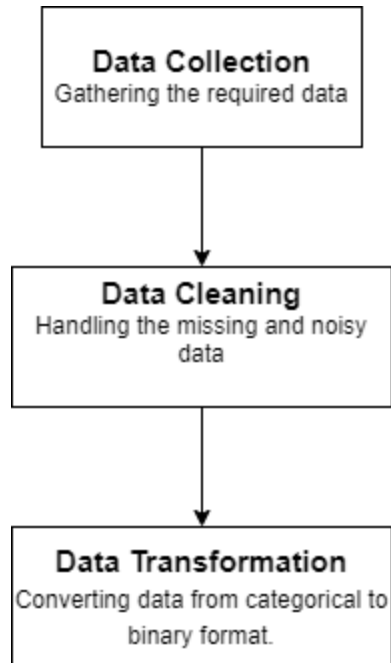 Data Collection
Gathering the required data
Data Cleaning
Handling the missing and noisy
data
Data Transformation
Converting data from categorical to
binary format.